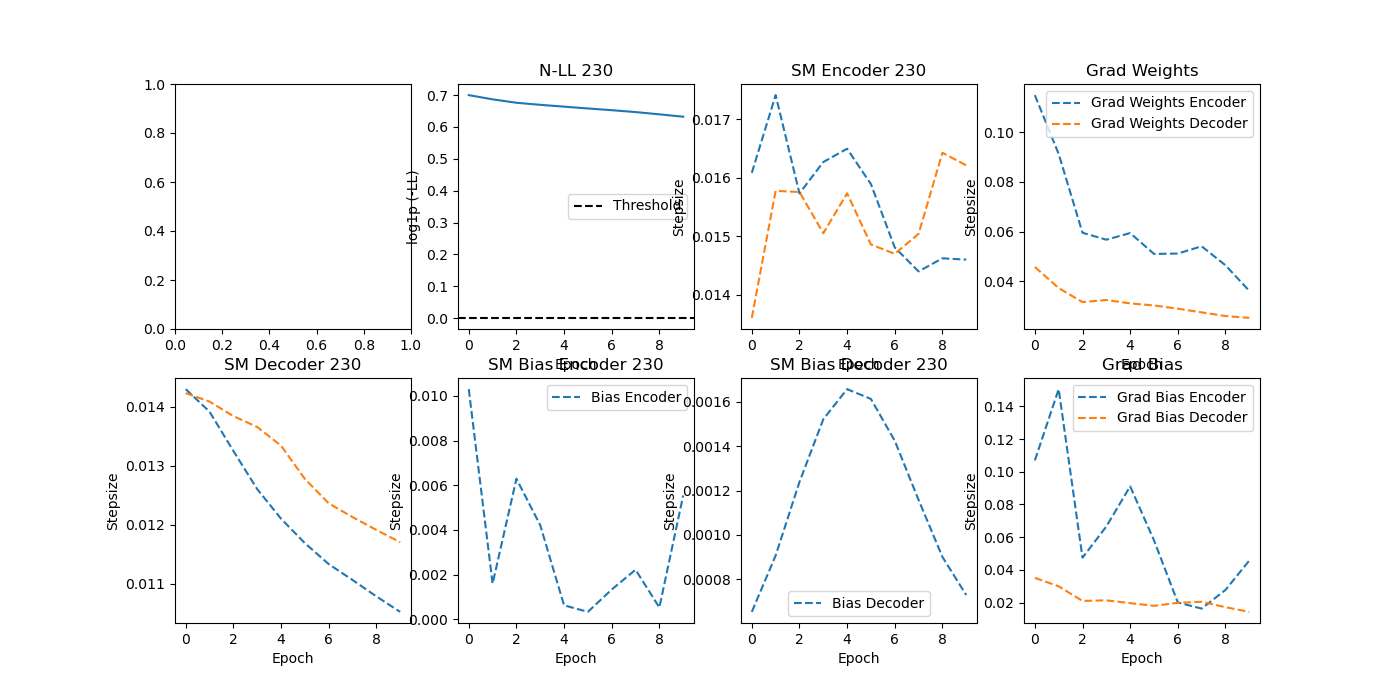 N-LL 230
SM Encoder 230
Grad Weights
1.0
0.8
0.6
0.4
0.2
0.0
0.0 0.2 0.4 0.6 0.8 1.0
log1p (-LL)
0.7
0.6
0.5
0.4
0.3
0.2
0.1
0.0
Threshold
0 2 4 6 8
Epoch
Stepsize
0.017
0.016
0.015
0.014
0 2 4 6 8
Epoch
Stepsize
0.10
0.08
0.06
0.04
Grad Weights Encoder
Grad Weights Decoder
0 2 4 6 8
Epoch
SM Decoder 230
SM Bias Encoder 230
SM Bias Decoder 230
Grad Bias
Stepsize
0.014
0.013
0.012
0.011
0 2 4 6 8
Epoch
Stepsize
0.010
0.008
0.006
0.004
0.002
0.000
Bias Encoder
0 2 4 6 8
Epoch
Stepsize
0.0016
0.0014
0.0012
0.0010
0.0008
Bias Decoder
0 2 4 6 8
Epoch
Stepsize
0.14
0.12
0.10
0.08
0.06
0.04
0.02
Grad Bias Encoder
Grad Bias Decoder
0 2 4 6 8
Epoch